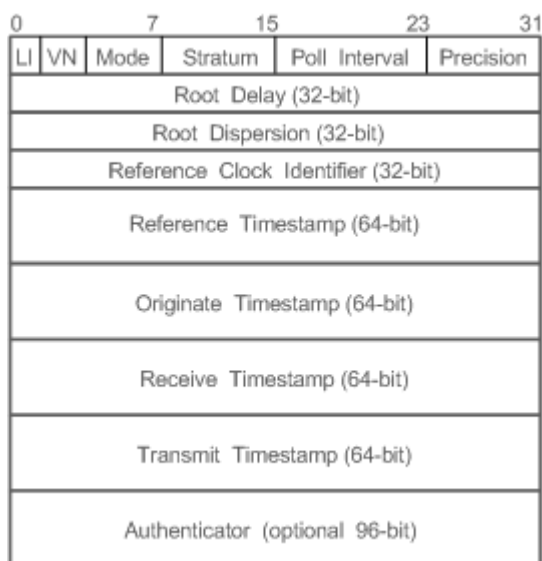 0 7 15 23 31
LI VN Mode Stratum Poll Interval Precision
Root Delay (32-bit)
Root Dispersion (32-bit)
Reference Clock Identifier (32-bit)
Reference Timestamp (64-bit)
Originate Timestamp (64-bit)
Receive Timestamp (64-bit)
Transmit Timestamp (64-bit)
Authenticator (optional 96-bit)